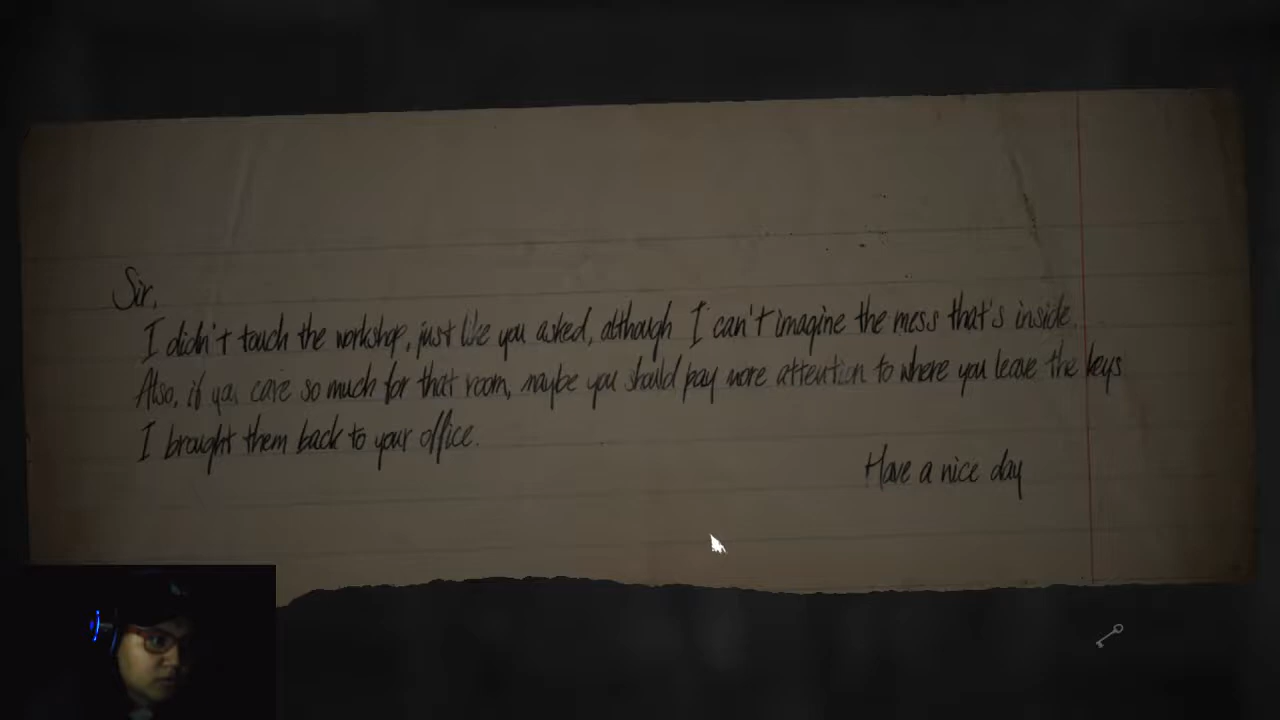 Sir,
I didn't touch the workshop, just like you asked, although I can't imagine the mess that's inside.
Also, if you care so much for that room, maybe you should pay more attention to where you leave the keys
I brought them back to your office.
Have a nice day